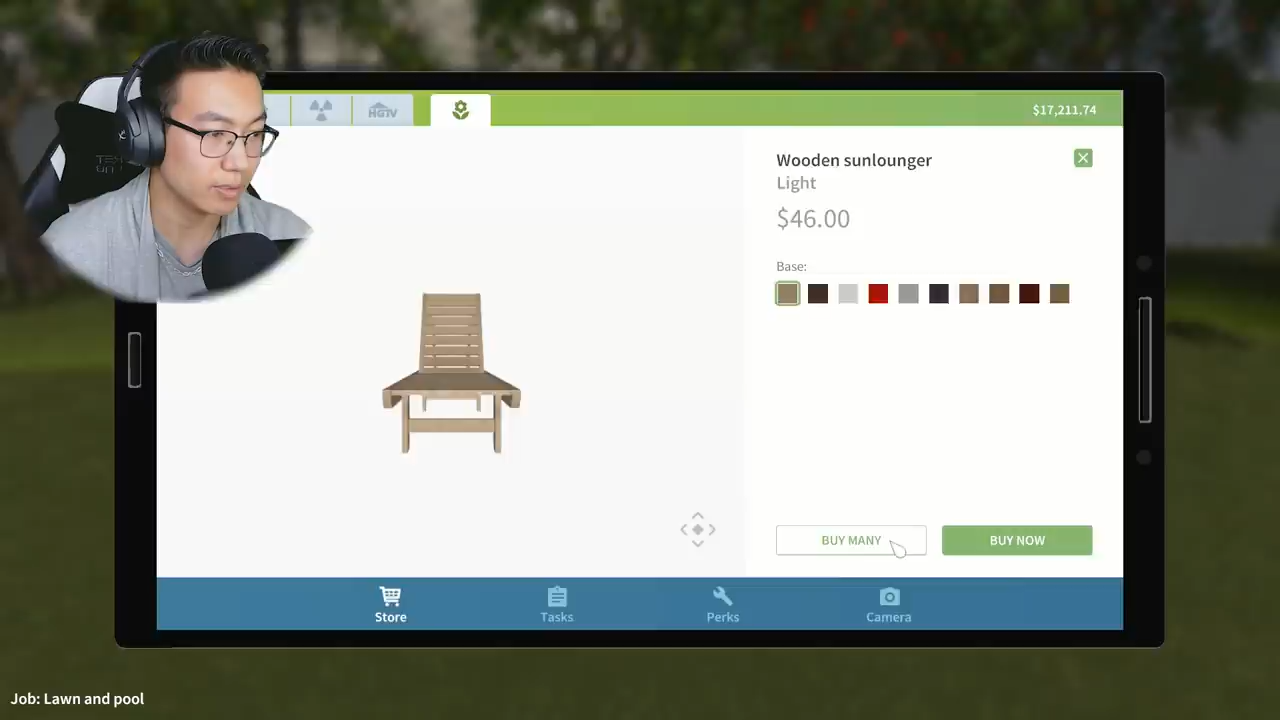 HGTV
$17,211.74
Wooden sunlounger
Light
$46.00
Base:
BUY MANY
BUY NOW
Store
Tasks
Perks
Camera
Job: Lawn and pool